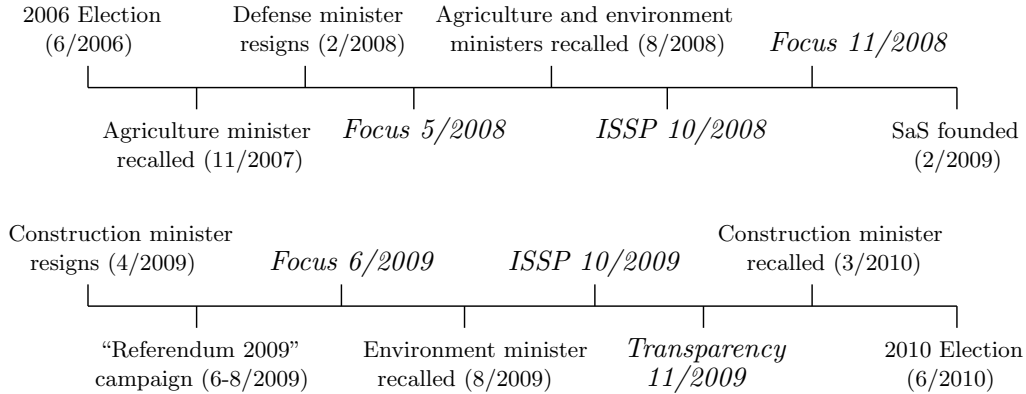 2006 Election
(6/2006)
Defense minister
resigns (2/2008)
Agriculture and environment
ministers recalled (8/2008)
Focus 11/2008
Agriculture minister
recalled (11/2007)
Focus 5/2008
ISSP 10/2008
SaS founded
(2/2009)
Construction minister
resigns (4/2009)
Focus 6/2009
ISSP 10/2009
Construction minister
recalled (3/2010)
“Referendum 2009”
campaign (6-8/2009)
Environment minister
recalled (8/2009)
Transparency
11/2009
2010 Election
(6/2010)